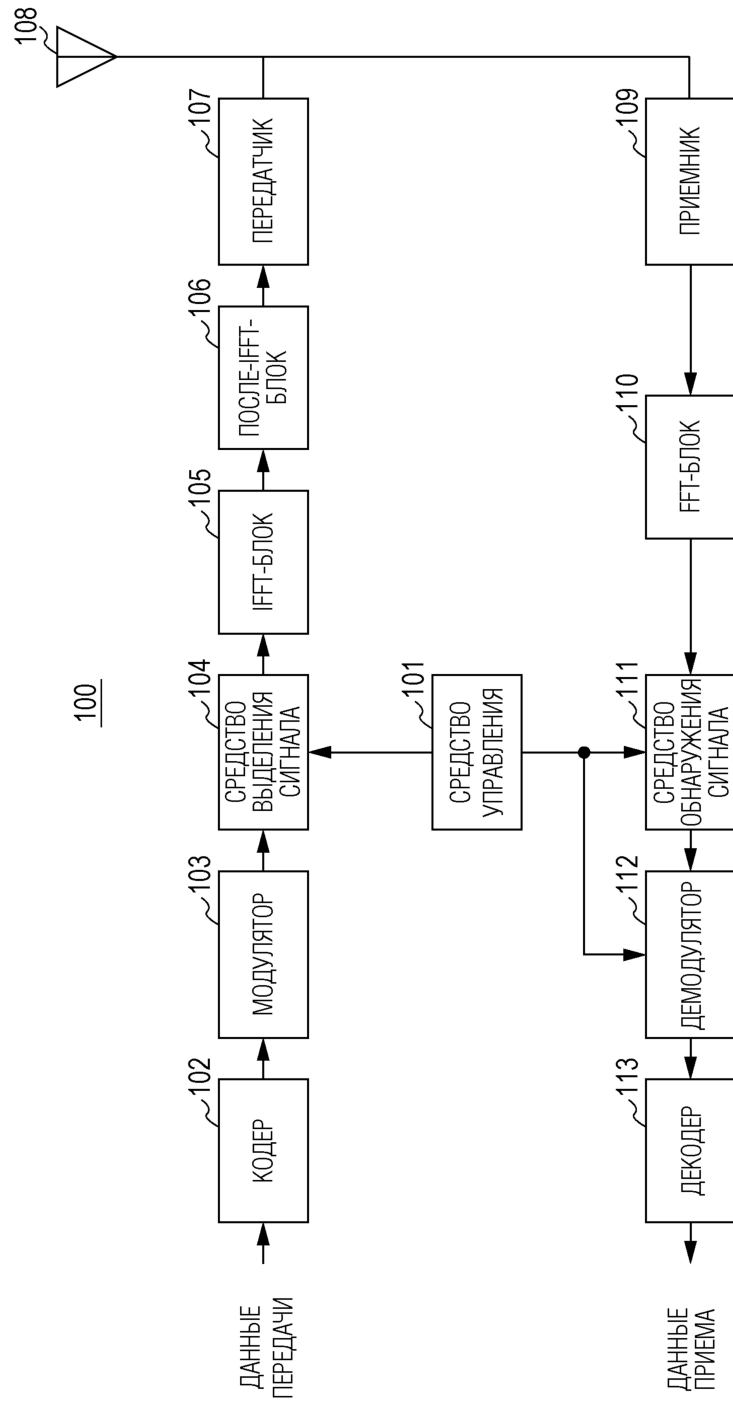 100
108
ДАННЫЕ
ПЕРЕДАЧИ
102
КОДЕР
103
МОДУЛЯТОР
104
СРЕДСТВО
ВЫДЕЛЕНИЯ
СИГНАЛА
105
IFFT-БЛОК
106
ПОСЛЕ-IFFT-
БЛОК
107
ПЕРЕДАТЧИК
101
СРЕДСТВО
УПРАВЛЕНИЯ
ДАННЫЕ
ПРИЕМА
113
ДЕКОДЕР
112
ДЕМОДУЛЯТОР
111
СРЕДСТВО
ОБНАРУЖЕНИЯ
СИГНАЛА
110
FFT-БЛОК
109
ПРИЕМНИК